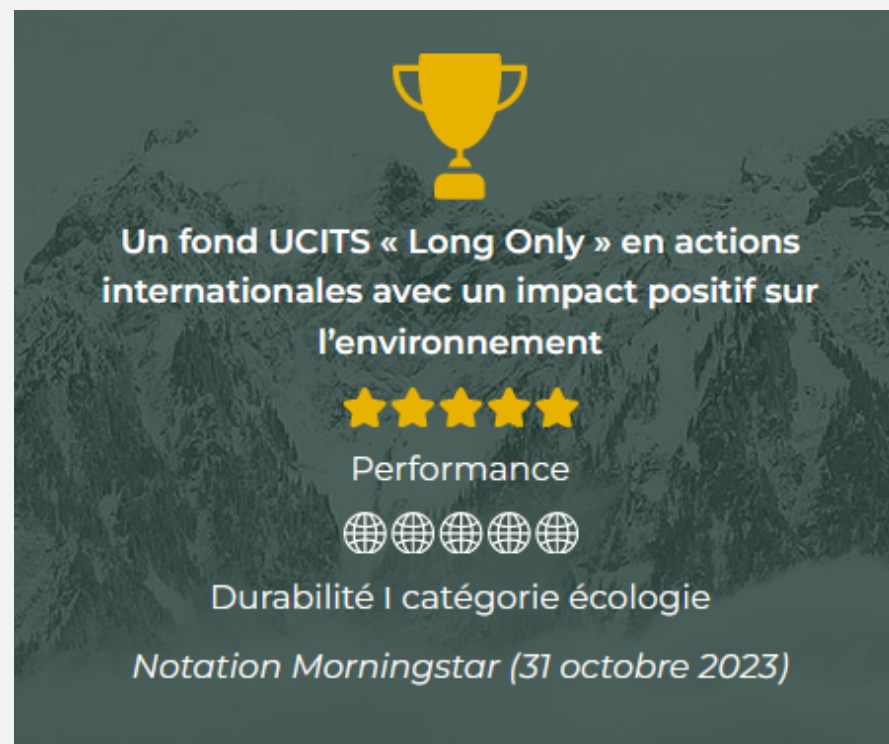 Un fond UCITS « Long Only » en actions
internationales avec un impact positif sur
l’environnement
Performance
Durabilité I catégorie écologie
Notation Morningstar (31 octobre 2023)